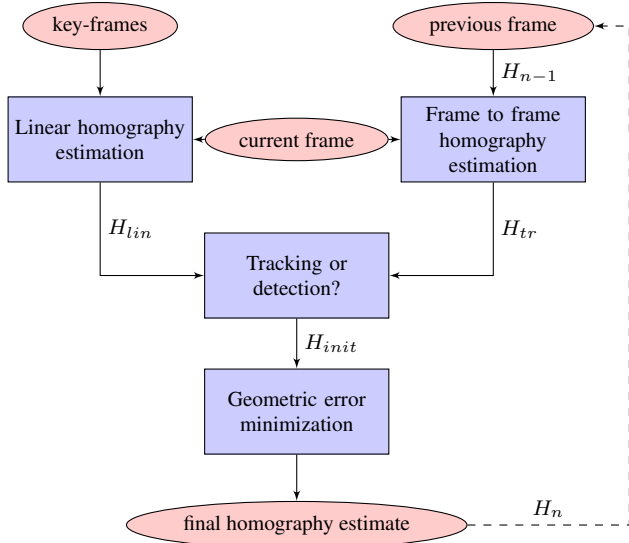 key-frames
previous frame
H_{n-1}
Linear homography
estimation
current frame
Frame to frame
homography
estimation
H_{lin}
H_{tr}
Tracking or
detection?
H_{init}
Geometric error
minimization
final homography estimate
H_n